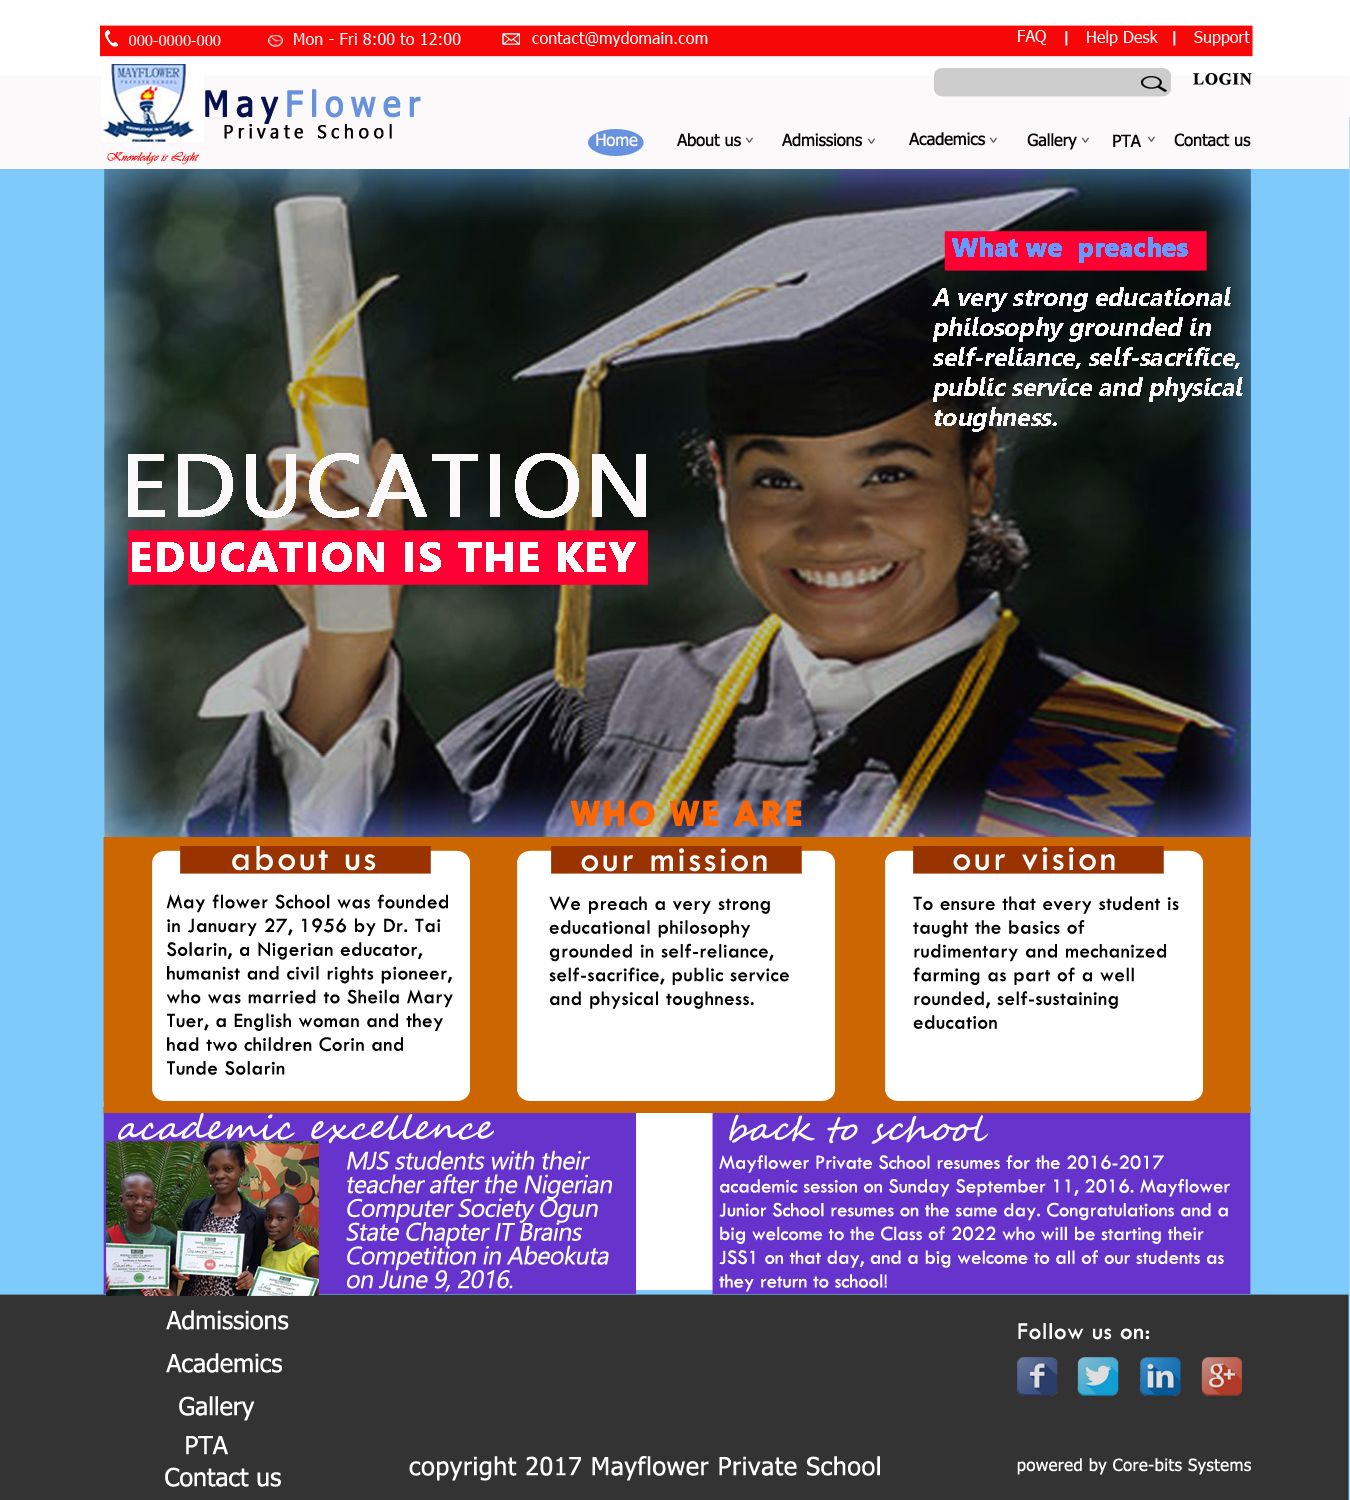 000-0000-000 Mon - Fri 8:00 to 12:00 contact@mydomain.com FAQ | Help Desk | Support
MAYFLOWER
PRIVATE SCHOOL
LOGIN
MayFlower
Private School
Knowledge is Light
Home About us Admissions Academics Gallery PTA Contact us
What we preaches
A very strong educational
philosophy grounded in
self-reliance, self-sacrifice,
public service and physical
toughness.
EDUCATION
EDUCATION IS THE KEY
WHO WE ARE
about us
May flower School was founded
in January 27, 1956 by Dr. Tai
Solarin, a Nigerian educator,
humanist and civil rights pioneer,
who was married to Sheila Mary
Tuer, a English woman and they
had two children Corin and
Tunde Solarin
our mission
We preach a very strong
educational philosophy
grounded in self-reliance,
self-sacrifice, public service
and physical toughness.
our vision
To ensure that every student is
taught the basics of
rudimentary and mechanized
farming as part of a well
rounded, self-sustaining
education
academic excellence
MJS students with their
teacher after the Nigerian
Computer Society Ogun
State Chapter IT Brains
Competition in Abeokuta
on June 9, 2016.
back to school
Mayflower Private School resumes for the 2016-2017
academic session on Sunday September 11, 2016. Mayflower
Junior School resumes on the same day. Congratulations and a
big welcome to the Class of 2022 who will be starting their
JSS1 on that day, and a big welcome to all of our students as
they return to school!
Admissions
Academics
Gallery
PTA
Contact us
copyright 2017 Mayflower Private School
Follow us on:
f in g+
powered by Core-bits Systems